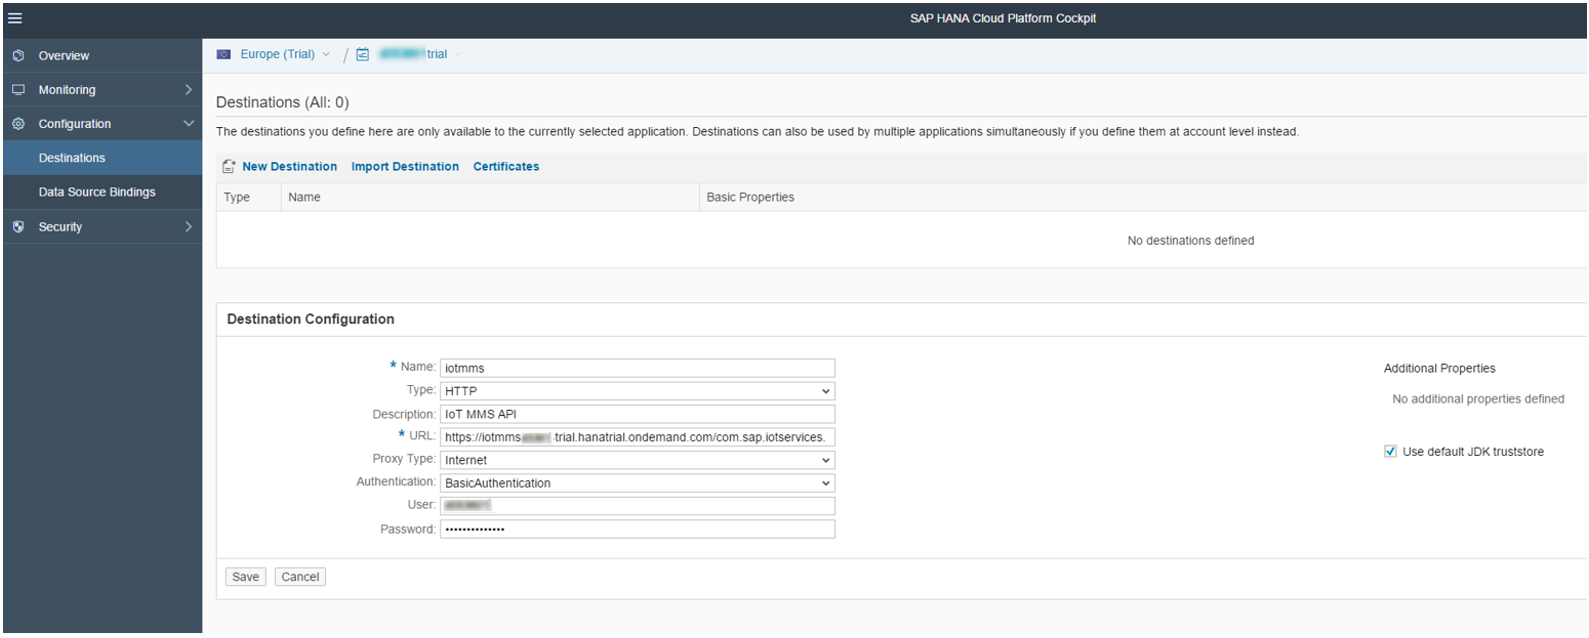 SAP HANA Cloud Platform Cockpit
Overview
Monitoring
Configuration
Destinations
Data Source Bindings
Security
Europe (Trial) / trial
Destinations (All: 0)
The destinations you define here are only available to the currently selected application. Destinations can also be used by multiple applications simultaneously if you define them at account level instead.
New Destination Import Destination Certificates
Type Name Basic Properties
No destinations defined
Destination Configuration
* Name: iotmms
Type: HTTP
Description: IoT MMS API
* URL: https://iotmms -trial.hanatrial.ondemand.com/com.sap.iotservices.
Proxy Type: Internet
Authentication: BasicAuthentication
User:
Password: ••••••••••••••
Additional Properties
No additional properties defined
Use default JDK truststore
Save Cancel